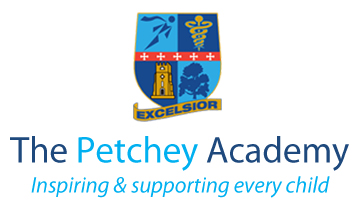 EXCELSIOR
The Petchey Academy
Inspiring & supporting every child